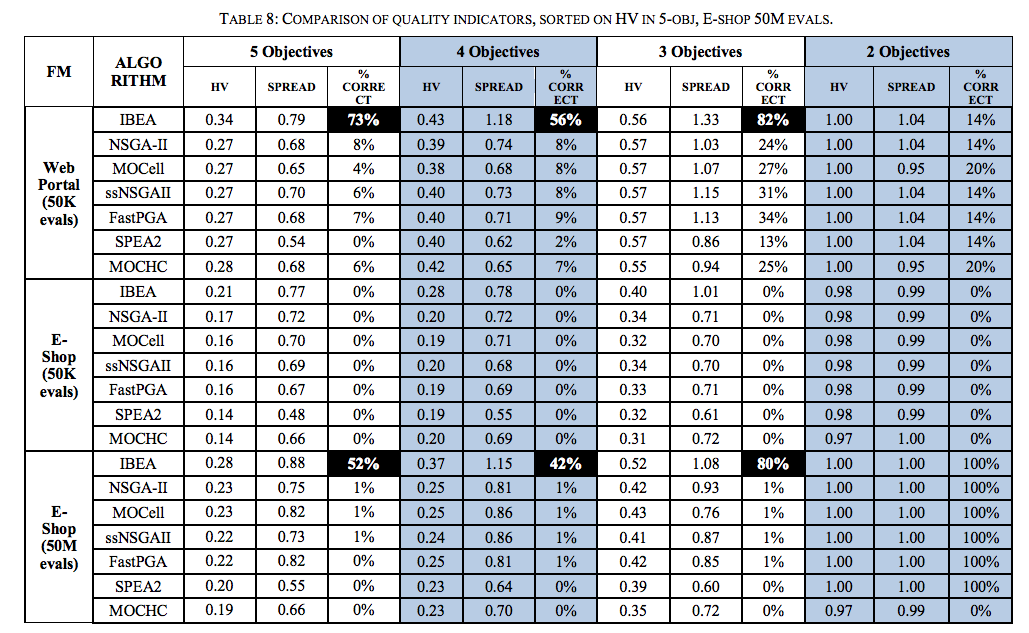 TABLE 8: COMPARISON OF QUALITY INDICATORS, SORTED ON HV IN 5-OBJ, E-SHOP 50M EVALS.
FM ALGO RITHM 5 Objectives 4 Objectives 3 Objectives 2 Objectives
HV SPREAD % CORRE CT HV SPREAD % CORR ECT HV SPREAD % CORR ECT HV SPREAD % CORR ECT
Web Portal (50K evals)
IBEA 0.34 0.79 73% 0.43 1.18 56% 0.56 1.33 82% 1.00 1.04 14%
NSGA-II 0.27 0.68 8% 0.39 0.74 8% 0.57 1.03 24% 1.00 1.04 14%
MOCell 0.27 0.65 4% 0.38 0.68 8% 0.57 1.07 27% 1.00 0.95 20%
ssNSGAII 0.27 0.70 6% 0.40 0.73 8% 0.57 1.15 31% 1.00 1.04 14%
FastPGA 0.27 0.68 7% 0.40 0.71 9% 0.57 1.13 34% 1.00 1.04 14%
SPEA2 0.27 0.54 0% 0.40 0.62 2% 0.57 0.86 13% 1.00 1.04 14%
MOCHC 0.28 0.68 6% 0.42 0.65 7% 0.55 0.94 25% 1.00 0.95 20%
E-Shop (50K evals)
IBEA 0.21 0.77 0% 0.28 0.78 0% 0.40 1.01 0% 0.98 0.99 0%
NSGA-II 0.17 0.72 0% 0.20 0.72 0% 0.34 0.71 0% 0.98 0.99 0%
MOCell 0.16 0.70 0% 0.19 0.71 0% 0.32 0.70 0% 0.98 0.99 0%
ssNSGAII 0.16 0.69 0% 0.20 0.68 0% 0.34 0.70 0% 0.98 0.99 0%
FastPGA 0.16 0.67 0% 0.19 0.69 0% 0.33 0.71 0% 0.98 0.99 0%
SPEA2 0.14 0.48 0% 0.19 0.55 0% 0.32 0.61 0% 0.98 0.99 0%
MOCHC 0.14 0.66 0% 0.20 0.69 0% 0.31 0.72 0% 0.97 1.00 0%
E-Shop (50M evals)
IBEA 0.28 0.88 52% 0.37 1.15 42% 0.52 1.08 80% 1.00 1.00 100%
NSGA-II 0.23 0.75 1% 0.25 0.81 1% 0.42 0.93 1% 1.00 1.00 100%
MOCell 0.23 0.82 1% 0.25 0.86 1% 0.43 0.76 1% 1.00 1.00 100%
ssNSGAII 0.22 0.73 1% 0.24 0.86 1% 0.41 0.87 1% 1.00 1.00 100%
FastPGA 0.22 0.82 0% 0.25 0.81 1% 0.42 0.85 1% 1.00 1.00 100%
SPEA2 0.20 0.55 0% 0.23 0.64 0% 0.39 0.60 0% 1.00 1.00 100%
MOCHC 0.19 0.66 0% 0.23 0.70 0% 0.35 0.72 0% 0.97 0.99 0%